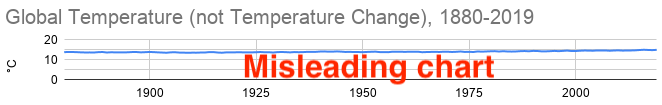 Global Temperature (not Temperature Change), 1880-2019
20
10
0
°C
Misleading chart
1900 1925 1950 1975 2000